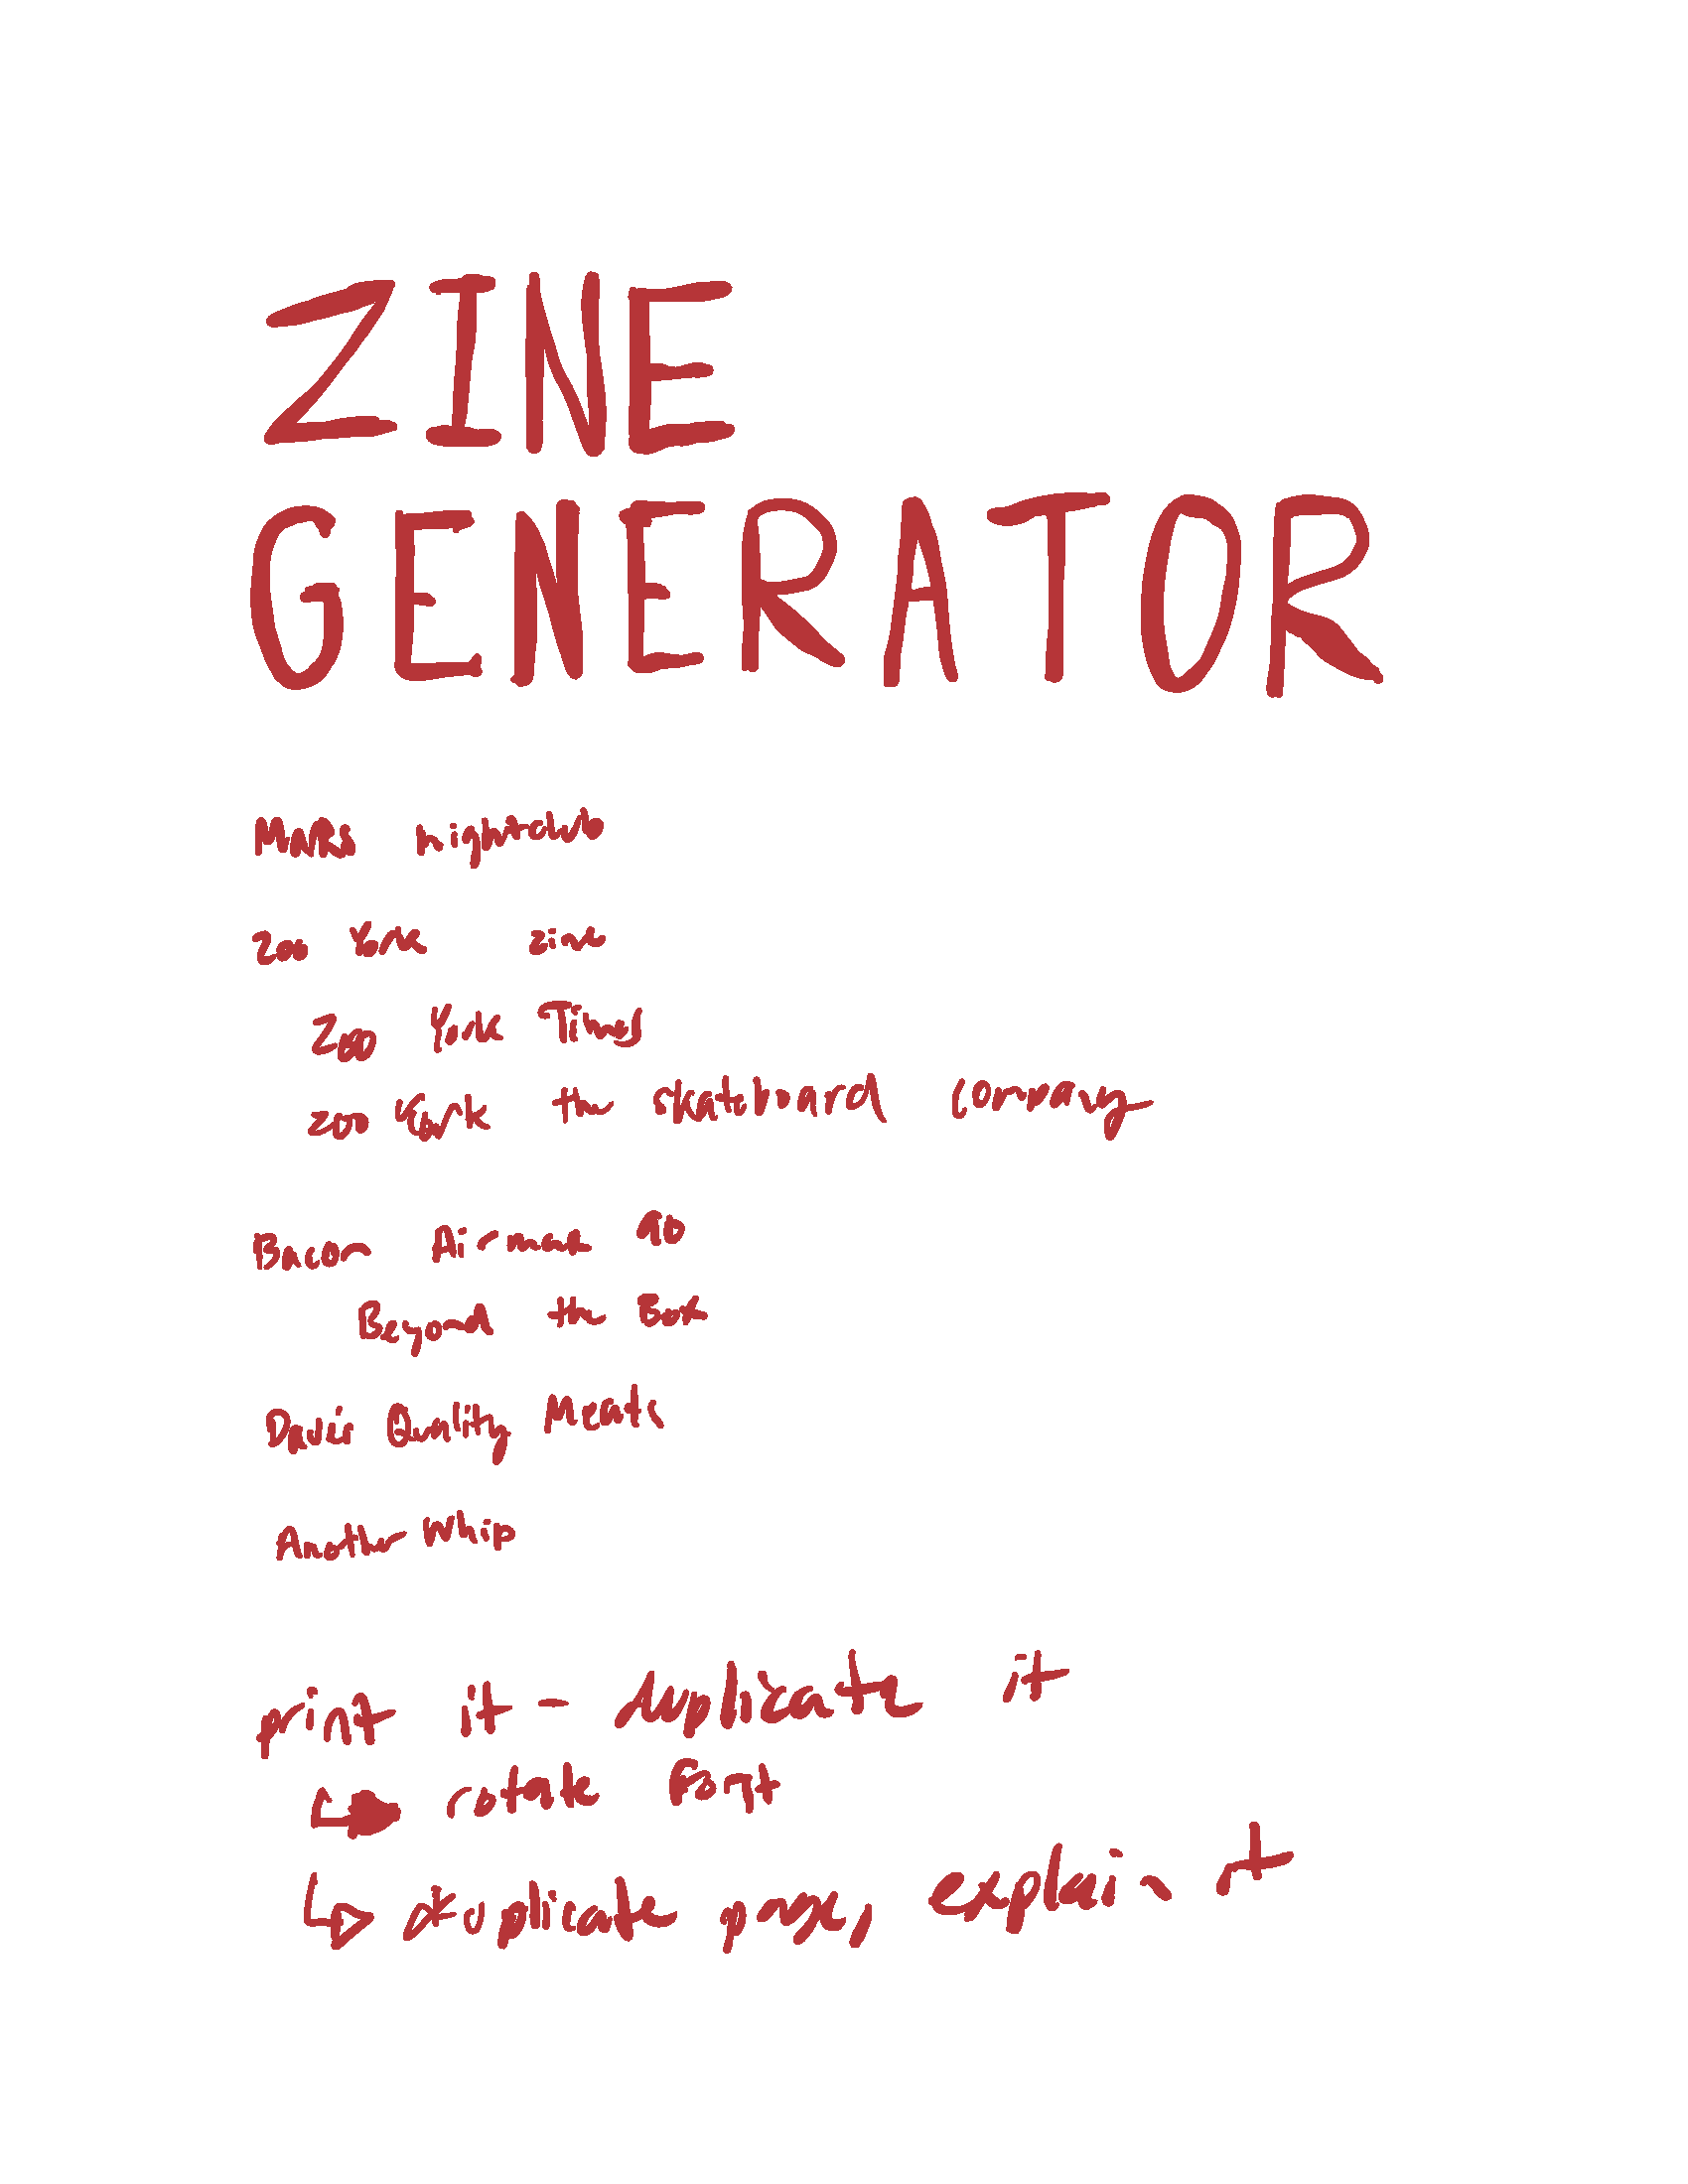 ZINE
GENERATOR
MARS nightclub
Zoo York zine
Zoo York Times
Zoo York the skateboard company
Bacon Airmax 90
Beyond the Box
Dave's Quality Meats
Another Whip
print it - duplicate it
↳ rotate font
↳ duplicate page, explain it